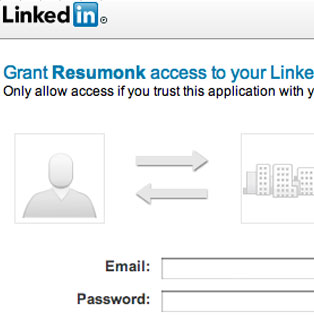 Linked in ®
Grant Resumonk access to your Linke
Only allow access if you trust this application with y
Email:
Password: